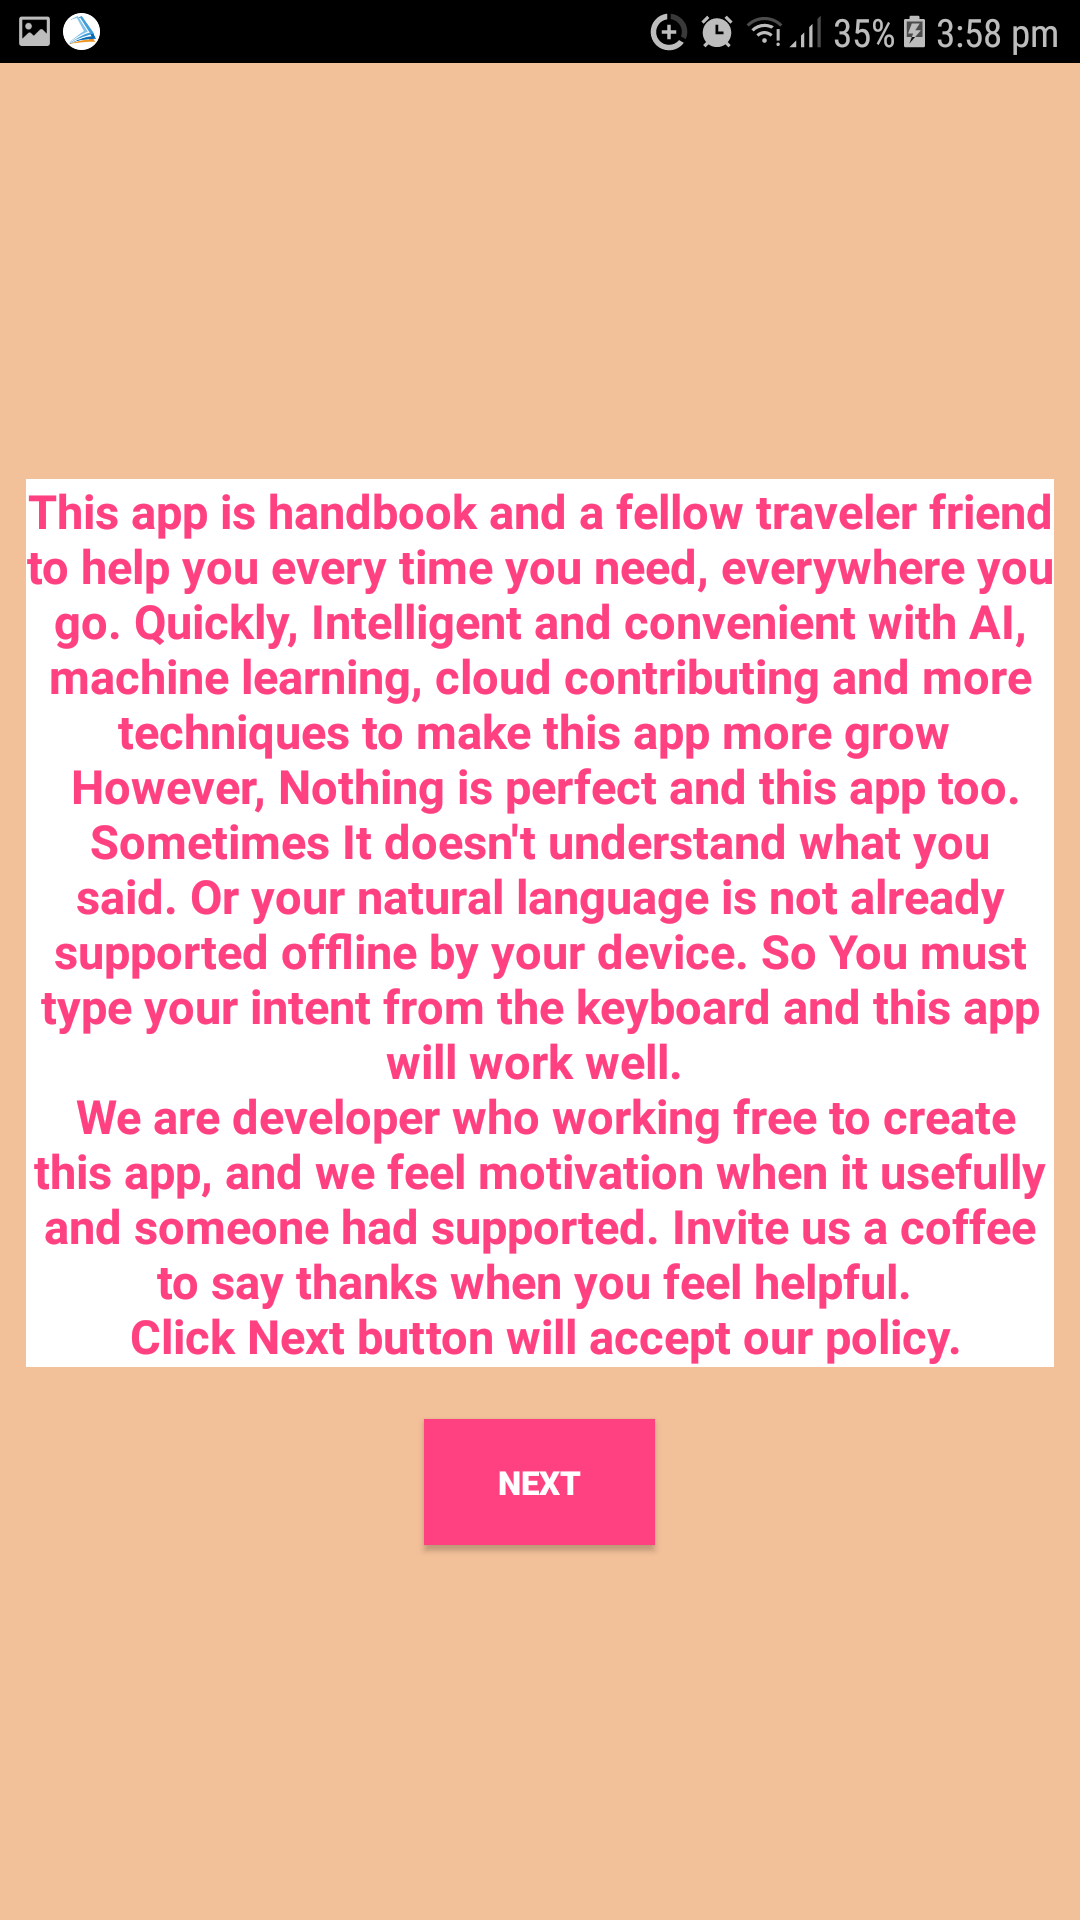 35% 3:58 pm
This app is handbook and a fellow traveler friend
to help you every time you need, everywhere you
go. Quickly, Intelligent and convenient with AI,
machine learning, cloud contributing and more
techniques to make this app more grow
However, Nothing is perfect and this app too.
Sometimes It doesn't understand what you
said. Or your natural language is not already
supported offline by your device. So You must
type your intent from the keyboard and this app
will work well.
We are developer who working free to create
this app, and we feel motivation when it usefully
and someone had supported. Invite us a coffee
to say thanks when you feel helpful.
Click Next button will accept our policy.
NEXT